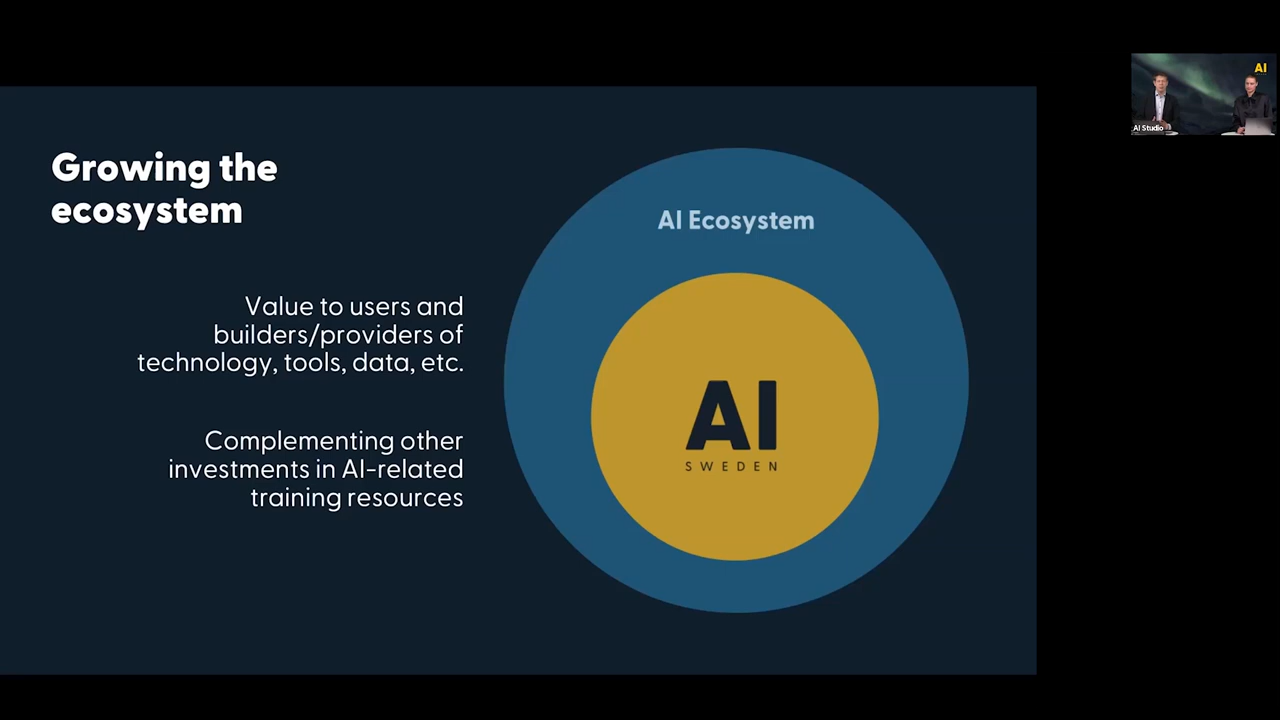 Growing the
ecosystem
Value to users and
builders/providers of
technology, tools, data, etc.
Complementing other
investments in AI-related
training resources
AI Ecosystem
AI
SWEDEN
AI
AI Studio